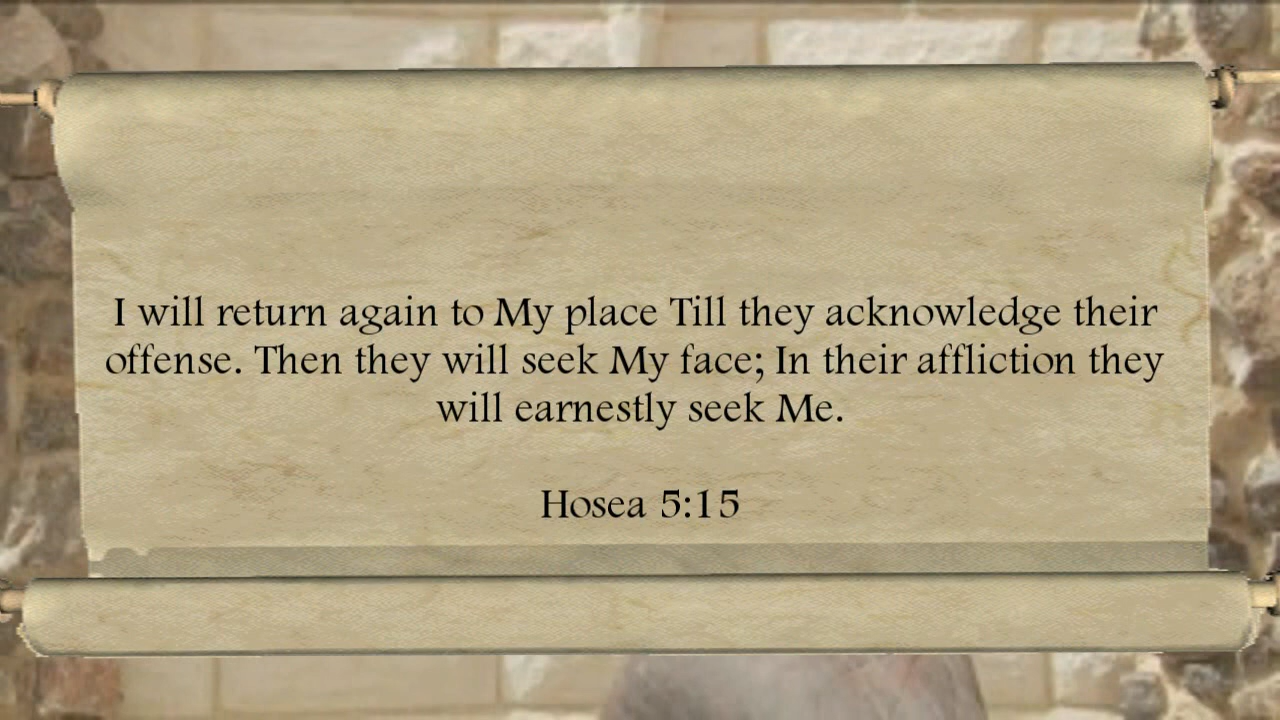 I will return again to My place Till they acknowledge their
offense. Then they will seek My face; In their affliction they
will earnestly seek Me.
Hosea 5:15